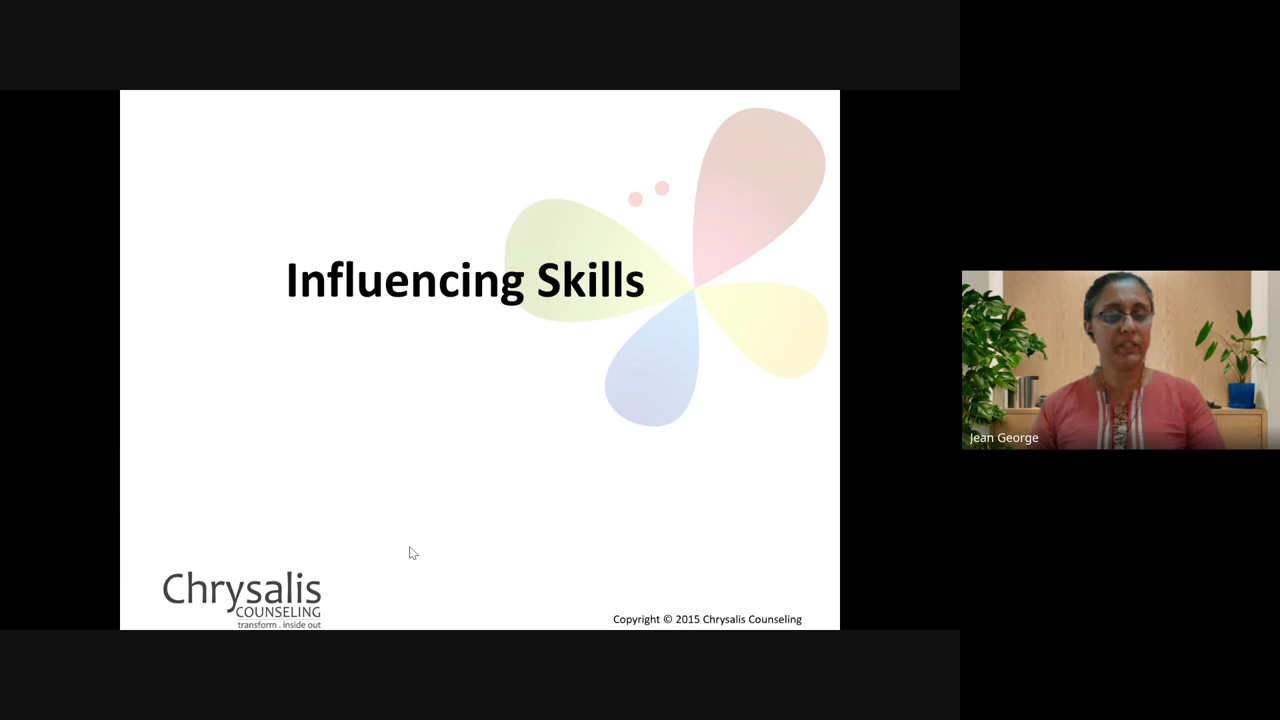 Influencing Skills
Chrysalis
COUNSELING
transform . inside out
Copyright © 2015 Chrysalis Counseling
Jean George